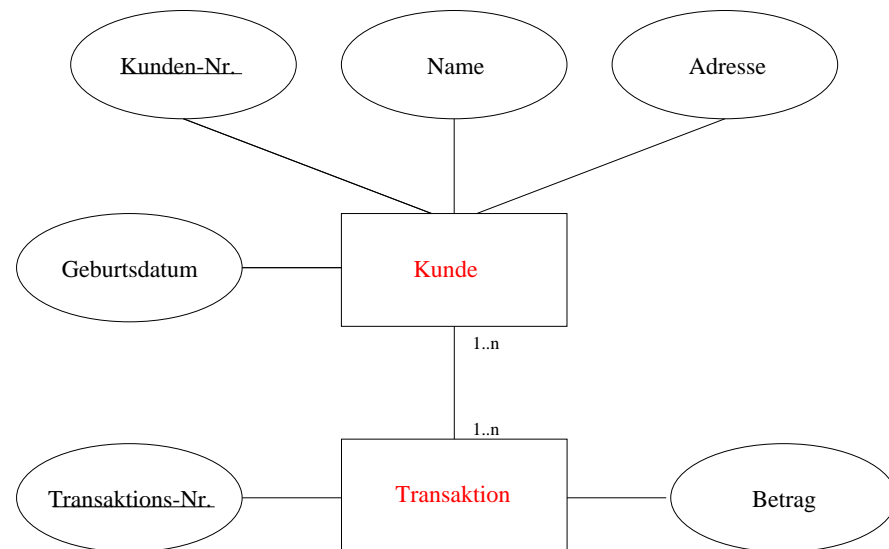 Kunden-Nr.
Name
Adresse
Geburtsdatum
Kunde
1..n
1..n
Transaktions-Nr.
Transaktion
Betrag